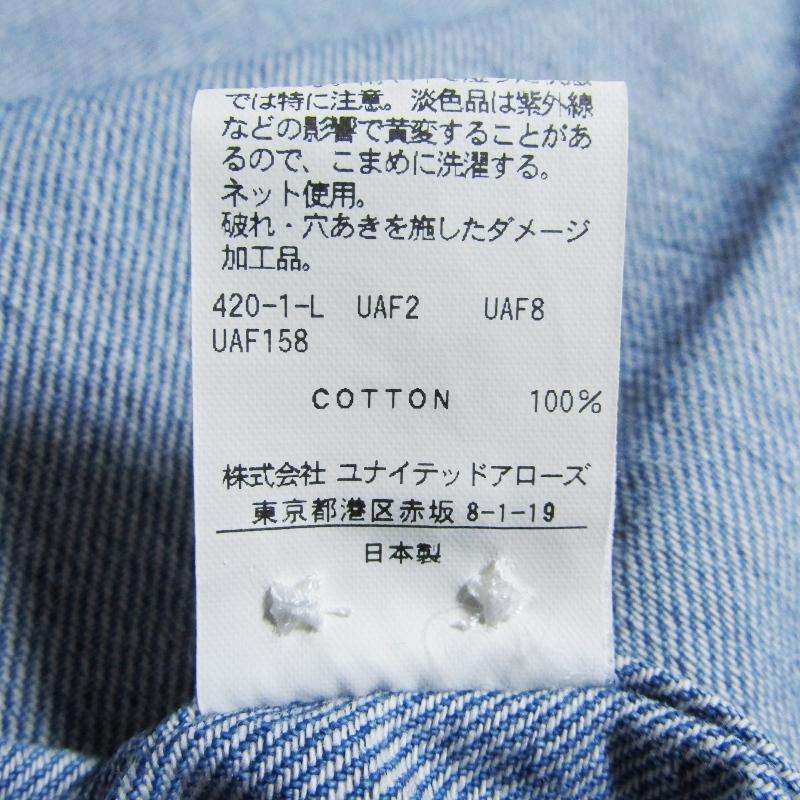 では特に注意。淡色品は紫外線
などの影響で黄変することがあ
るので、こまめに洗濯する。
ネット使用。
破れ・穴あきを施したダメージ
加工品。
420-1-L UAF2 UAF8
UAF158
COTTON 100%
株式会社 ユナイテッドアローズ
東京都港区赤坂 8-1-19
日本製